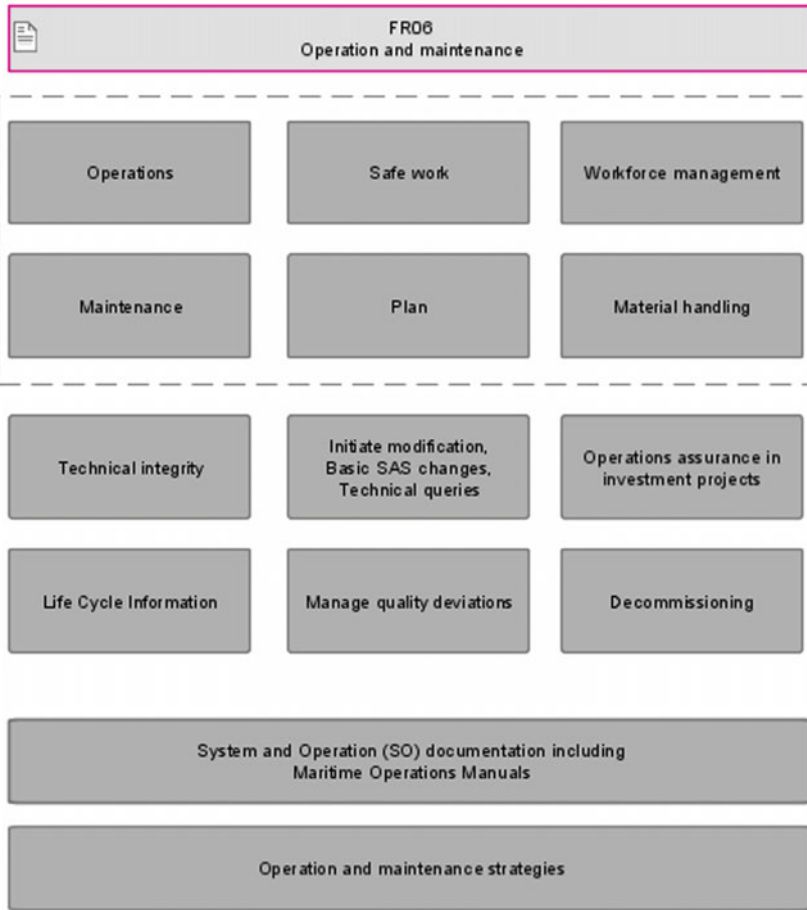 FR06
Operation and maintenance
Operations
Safe work
Workforce management
Maintenance
Plan
Material handling
Technical integrity
Initiate modification,
Basic SAS changes,
Technical queries
Operations assurance in
investment projects
Life Cycle Information
Manage quality deviations
Decommissioning
System and Operation (SO) documentation including
Maritime Operations Manuals
Operation and maintenance strategies